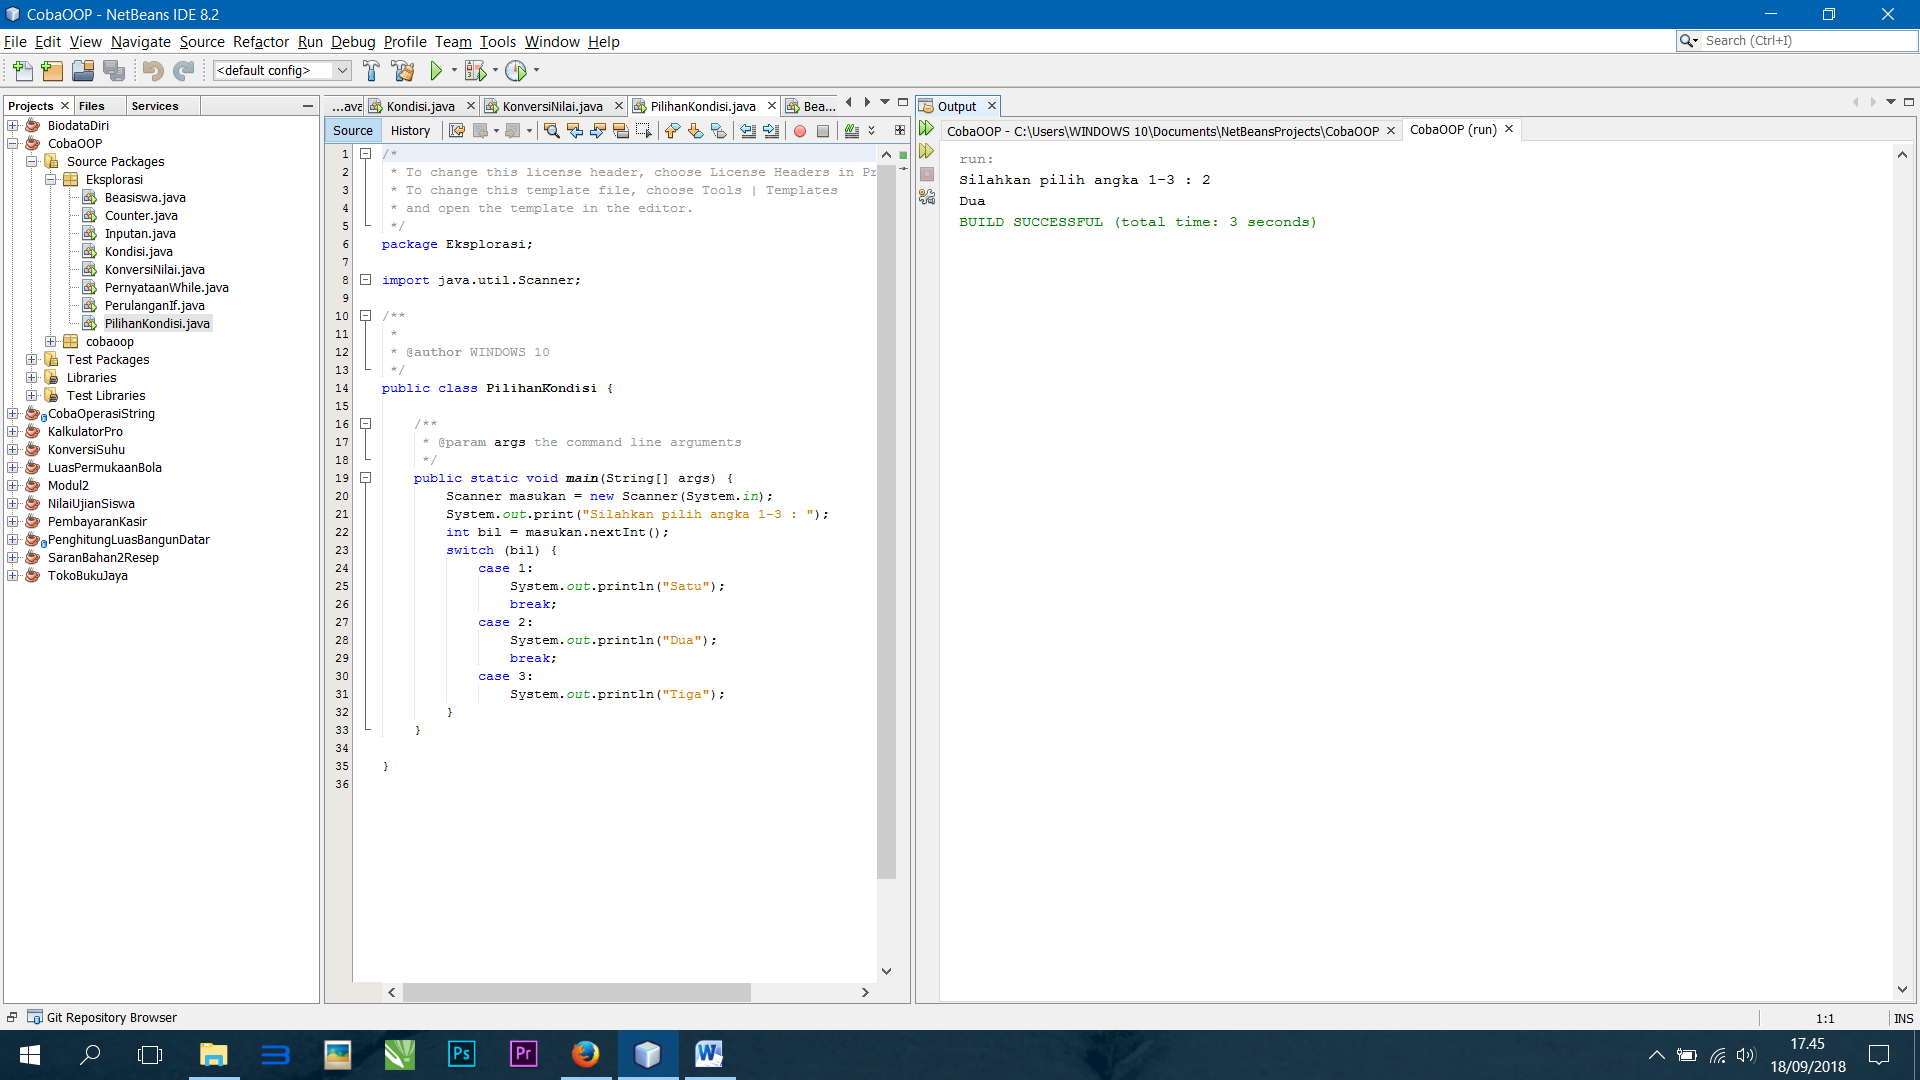 CobaOOP - NetBeans IDE 8.2
File Edit View Navigate Source Refactor Run Debug Profile Team Tools Window Help
Search (Ctrl+I)
<default config>
Projects Files Services
BiodataDiri
CobaOOP
Source Packages
Eksplorasi
Beasiswa.java
Counter.java
Inputan.java
Kondisi.java
KonversiNilai.java
PernyataanWhile.java
PerulanganIf.java
PilihanKondisi.java
cobaoop
Test Packages
Libraries
Test Libraries
CobaOperasiString
KalkulatorPro
KonversiSuhu
LuasPermukaanBola
Modul2
NilaiUjianSiswa
PembayaranKasir
PenghitungLuasBangunDatar
SaranBahan2Resep
TokoBukuJaya
...ava Kondisi.java KonversiNilai.java PilihanKondisi.java Bea...
Source History
1 /*
2 * To change this license header, choose License Headers in Pr
3 * To change this template file, choose Tools | Templates
4 * and open the template in the editor.
5 */
6 package Eksplorasi;
7
8 import java.util.Scanner;
9
10 /**
11 *
12 * @author WINDOWS 10
13 */
14 public class PilihanKondisi {
15
16 /**
17 * @param args the command line arguments
18 */
19 public static void main(String[] args) {
20 Scanner masukan = new Scanner(System.in);
21 System.out.print("Silahkan pilih angka 1-3 : ");
22 int bil = masukan.nextInt();
23 switch (bil) {
24 case 1:
25 System.out.println("Satu");
26 break;
27 case 2:
28 System.out.println("Dua");
29 break;
30 case 3:
31 System.out.println("Tiga");
32 }
33 }
34
35 }
36
Output
CobaOOP - C:\Users\WINDOWS 10\Documents\NetBeansProjects\CobaOOP CobaOOP (run)
run:
Silahkan pilih angka 1-3 : 2
Dua
BUILD SUCCESSFUL (total time: 3 seconds)
Git Repository Browser
1:1 INS
Ps Pr W
17.45
18/09/2018